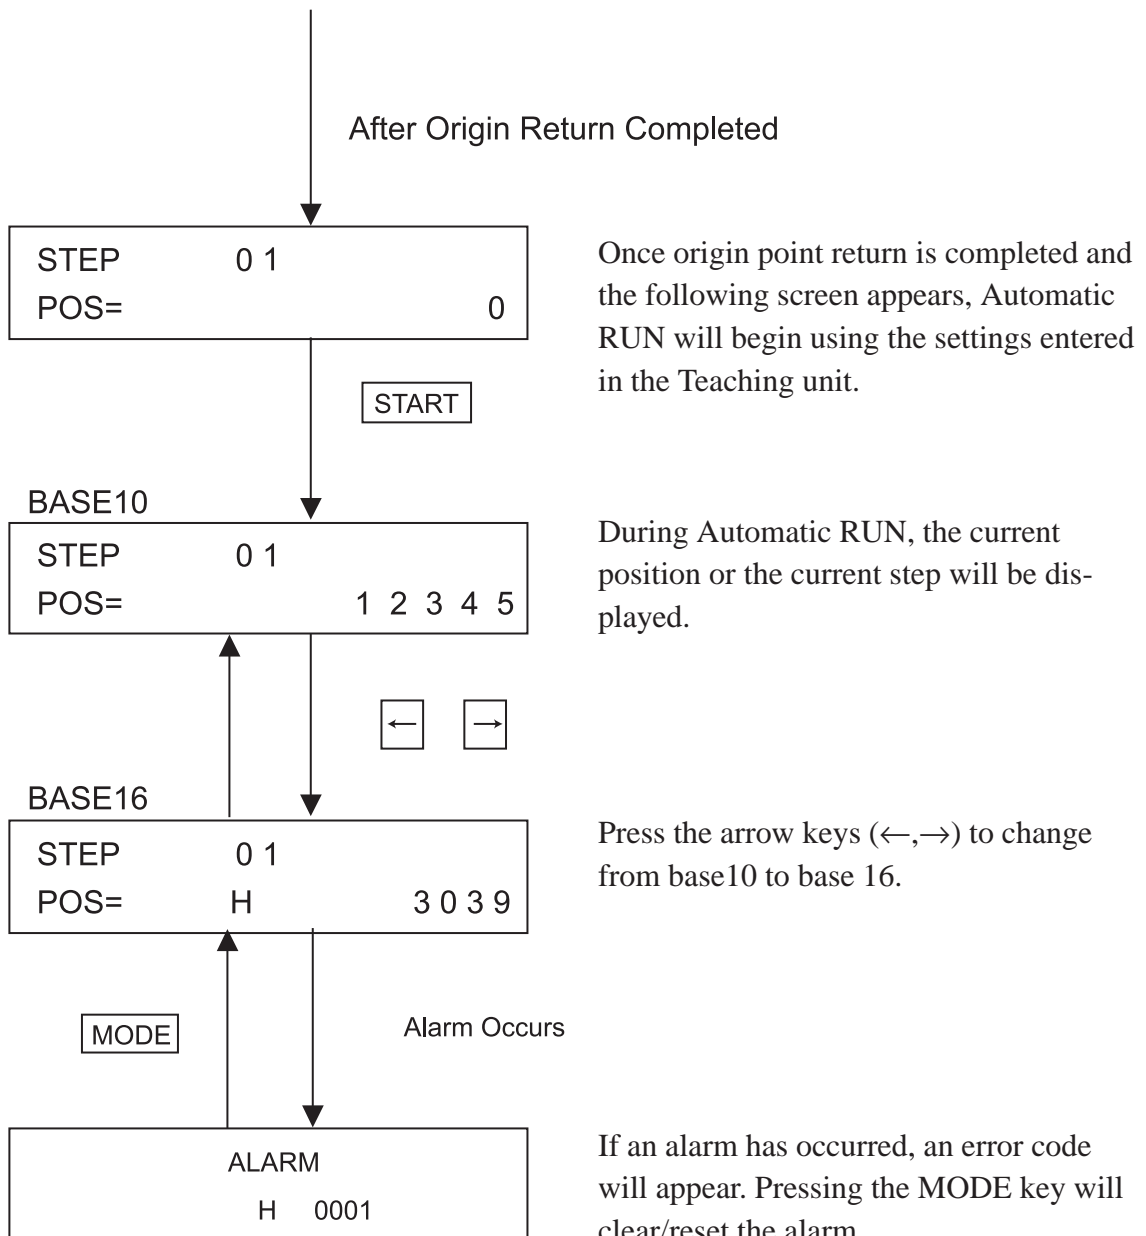 After Origin Return Completed
STEP 0 1
POS= 0
Once origin point return is completed and
the following screen appears, Automatic
RUN will begin using the settings entered
in the Teaching unit.
START
BASE10
STEP 0 1
POS= 1 2 3 4 5
During Automatic RUN, the current
position or the current step will be dis-
played.
← →
BASE16
STEP 0 1
POS= H 3 0 3 9
Press the arrow keys (←,→) to change
from base10 to base 16.
MODE
Alarm Occurs
ALARM
H 0001
If an alarm has occurred, an error code
will appear. Pressing the MODE key will
clear/reset the alarm